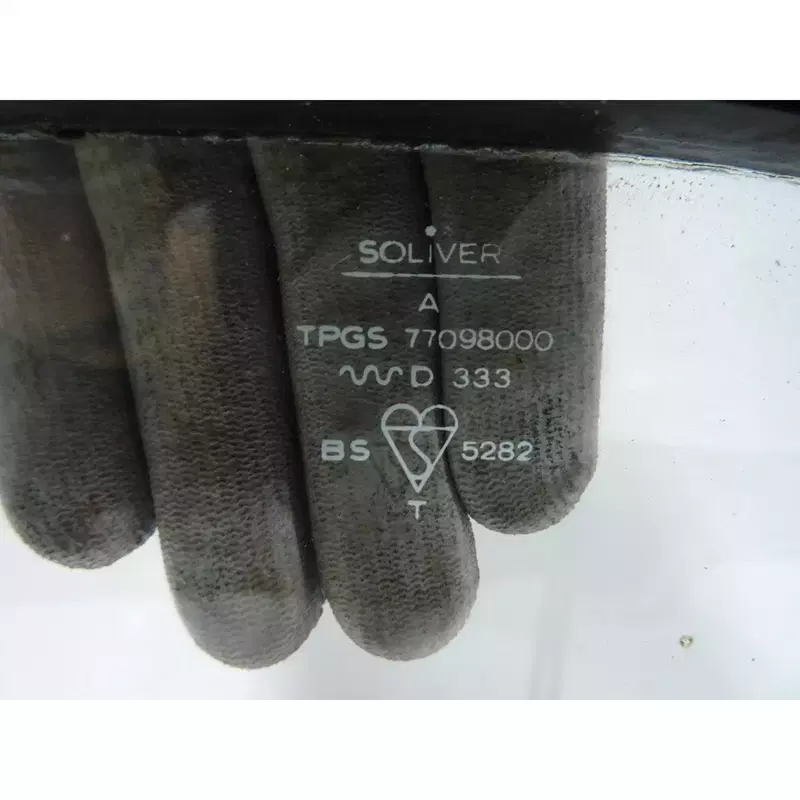 SOLIVER
A
TPGS 77098000
D 333
BS 5282
T